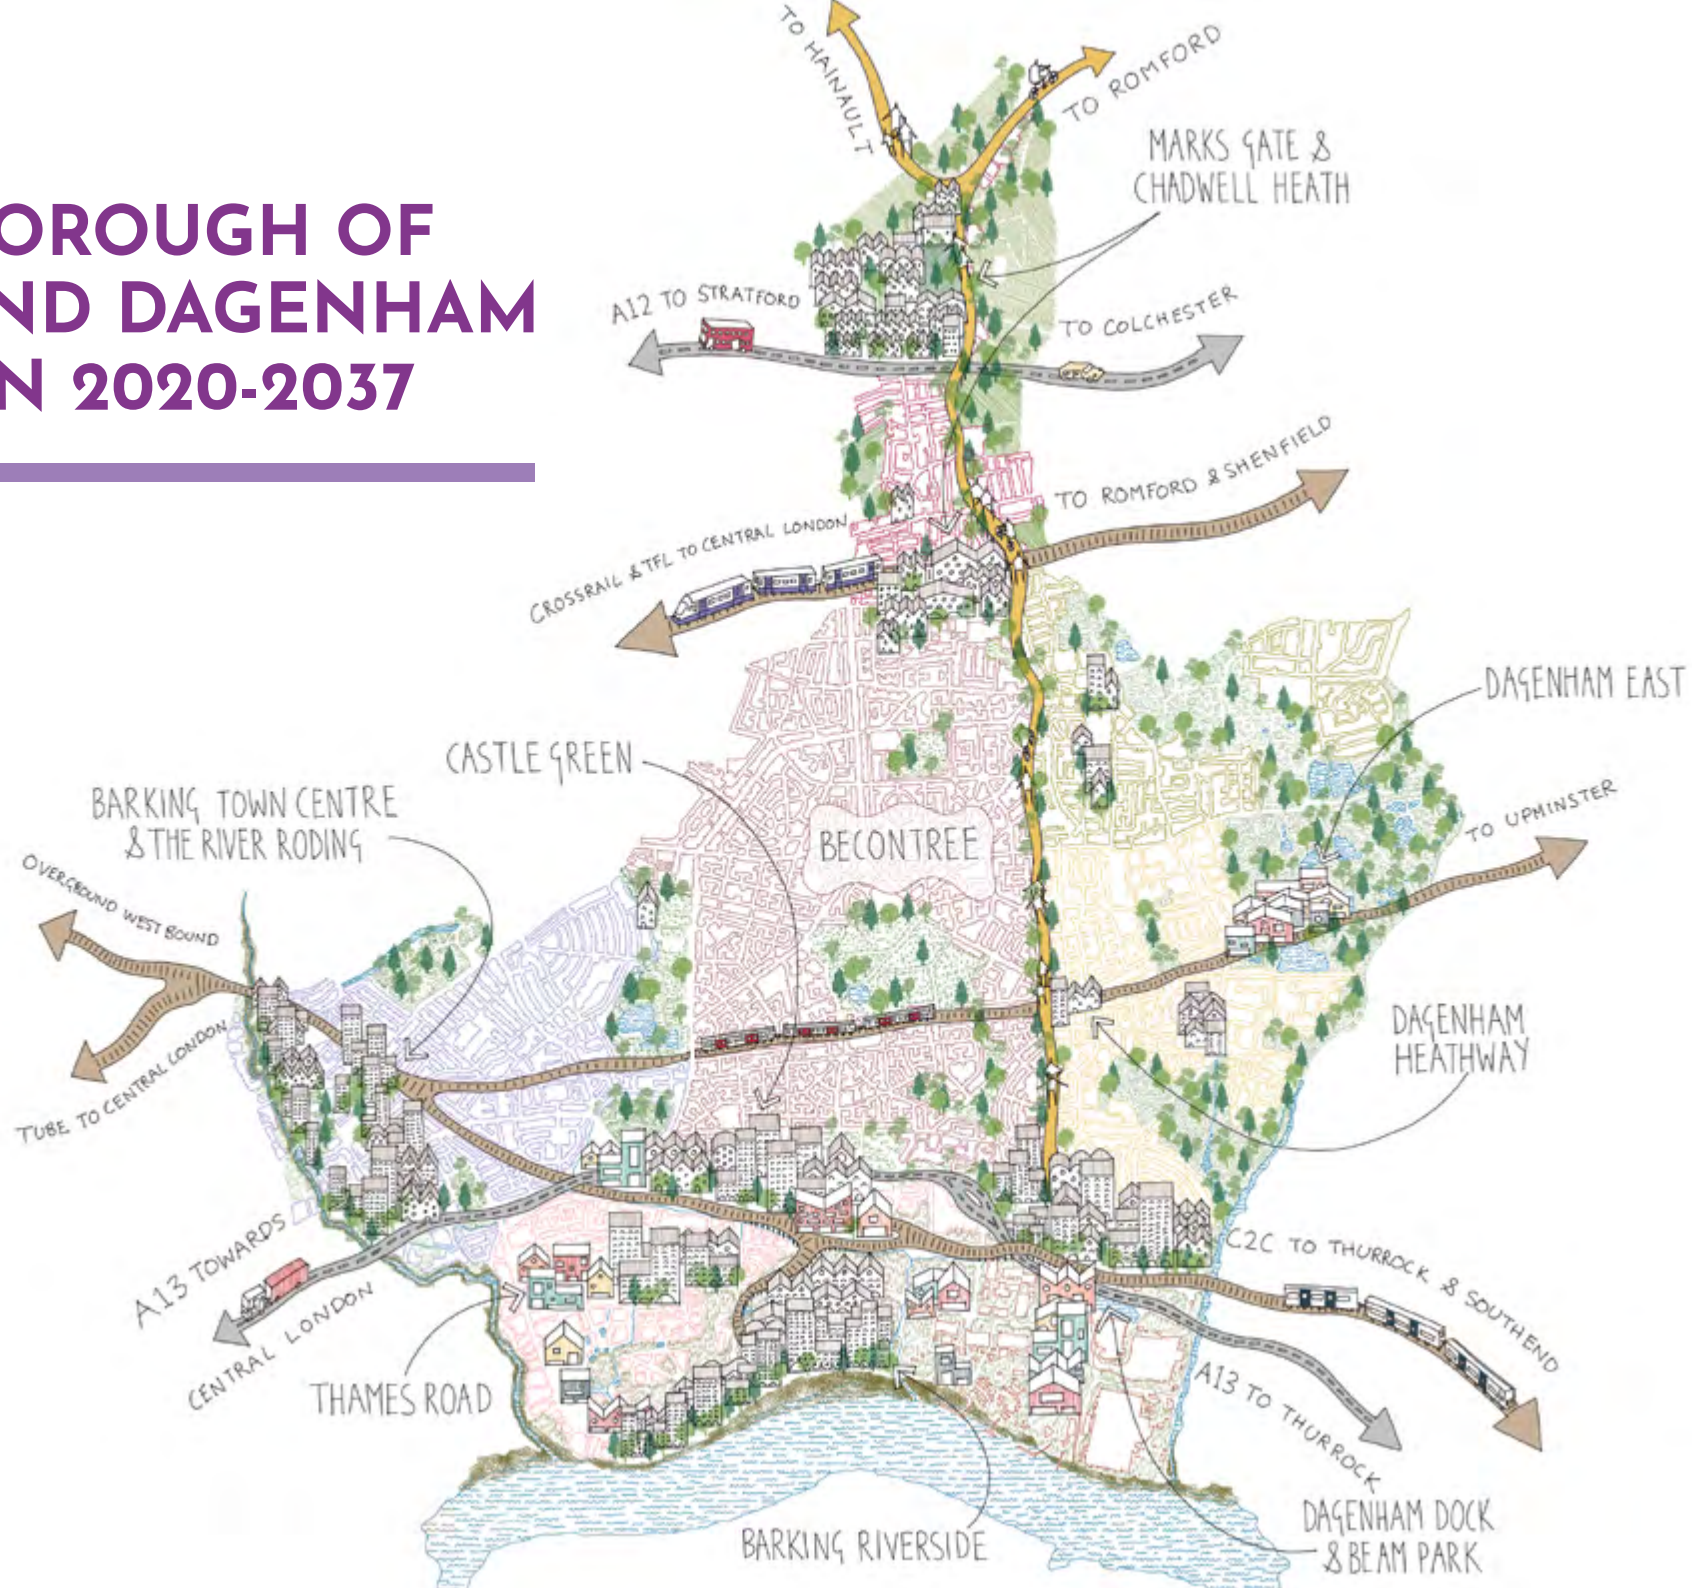 OROUGH OF
ND DAGENHAM
N 2020-2037
TO HAINAULT
TO ROMFORD
MARKS GATE &
CHADWELL HEATH
A12 TO STRATFORD
TO COLCHESTER
TO ROMFORD & SHENFIELD
CROSSRAIL & TFL TO CENTRAL LONDON
DAGENHAM EAST
CASTLE GREEN
BARKING TOWN CENTRE
& THE RIVER RODING
BECONTREE
TO UPMINSTER
OVERGROUND WEST BOUND
TUBE TO CENTRAL LONDON
DAGENHAM
HEATHWAY
A13 TOWARDS
CENTRAL LONDON
C2C TO THURROCK & SOUTHEND
THAMES ROAD
A13 TO THURROCK
BARKING RIVERSIDE
DAGENHAM DOCK
& BEAM PARK